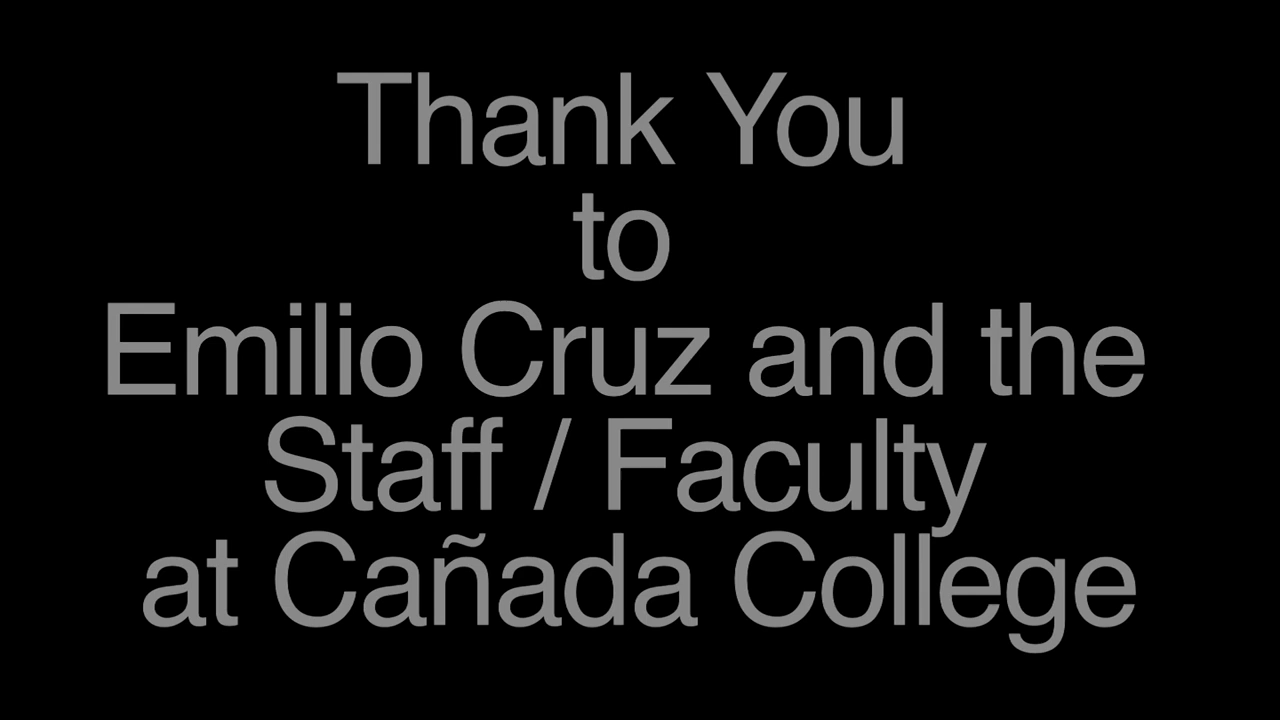 Thank You
to
Emilio Cruz and the
Staff / Faculty
at Cañada College